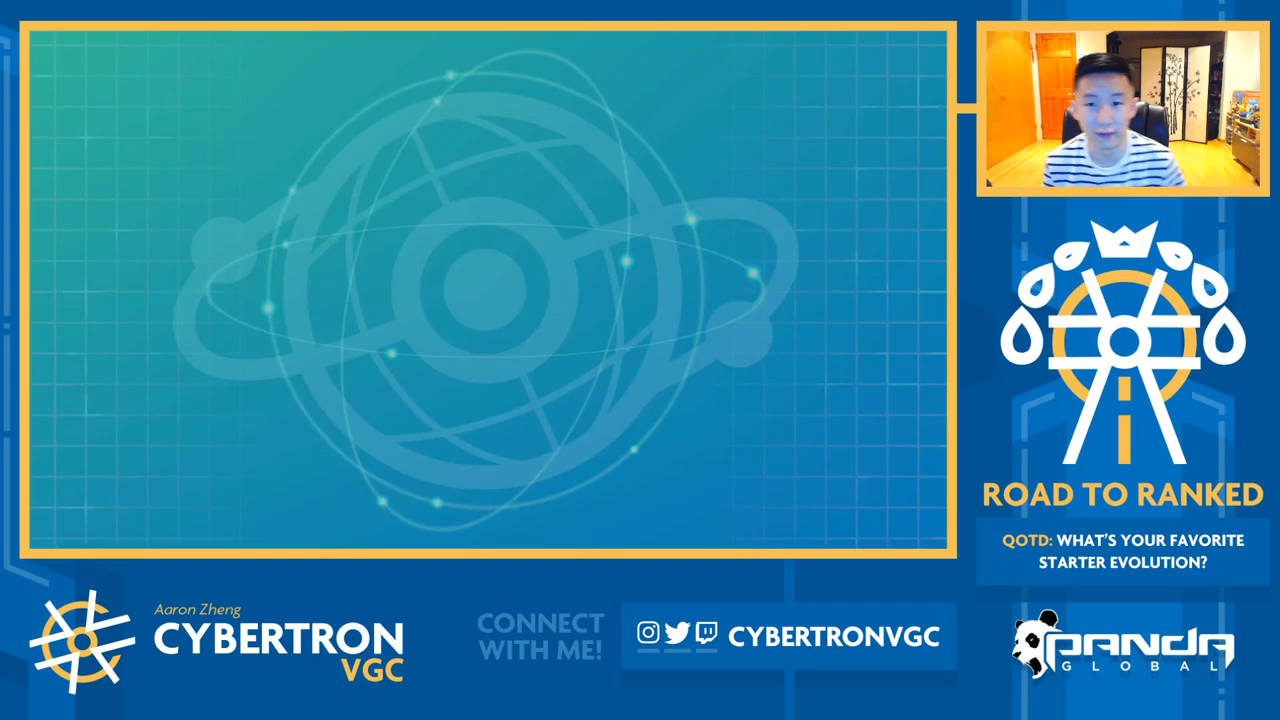 ROAD TO RANKED
QOTD: WHAT'S YOUR FAVORITE
STARTER EVOLUTION?
Aaron Zheng
CYBERTRON
VGC
CONNECT
WITH ME!
CYBERTRONVGC
PANDA
GLOBAL